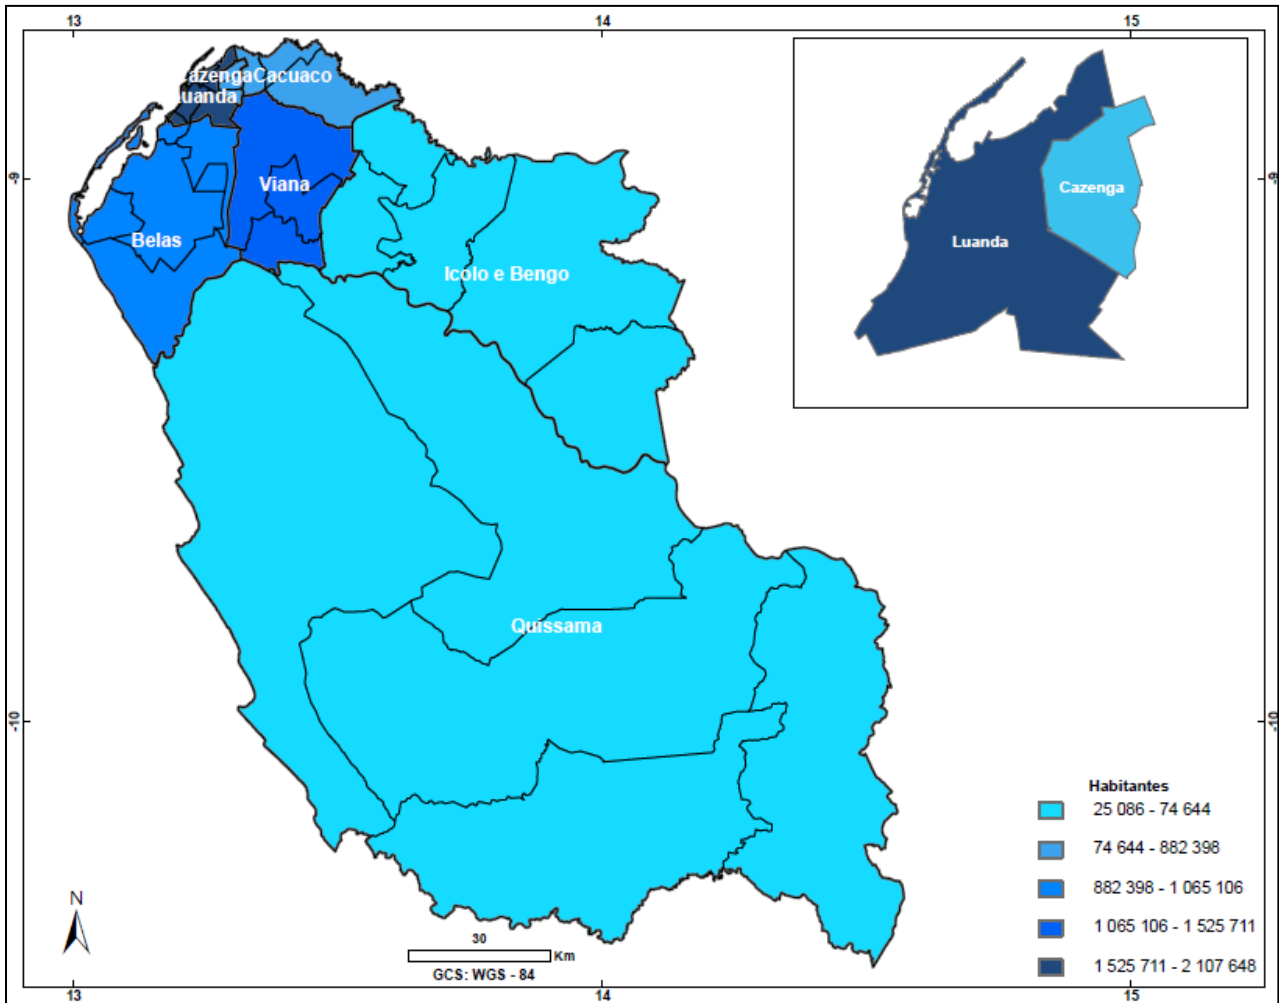 13 14 15
Cazenga Cacuaco
Luanda
-9 -9
Viana
Cazenga
Belas
Luanda
Icolo e Bengo
Quissama
-10 -10
Habitantes
25 086 - 74 644
74 644 - 882 398
882 398 - 1 065 106
1 065 106 - 1 525 711
1 525 711 - 2 107 648
N
30
Km
GCS: WGS - 84
13 14 15